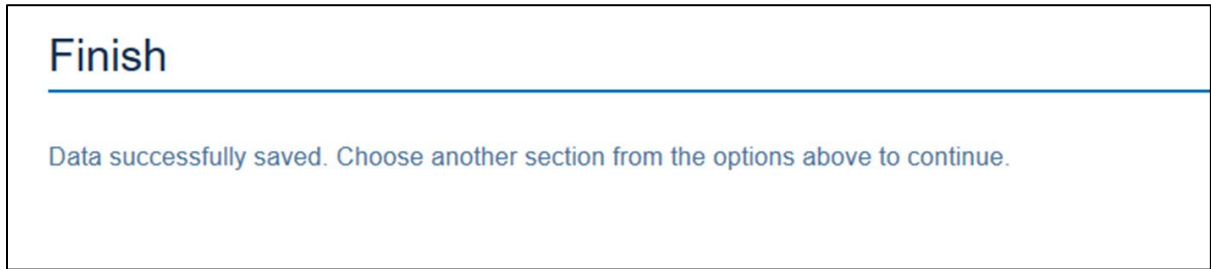 Finish
Data successfully saved. Choose another section from the options above to continue.